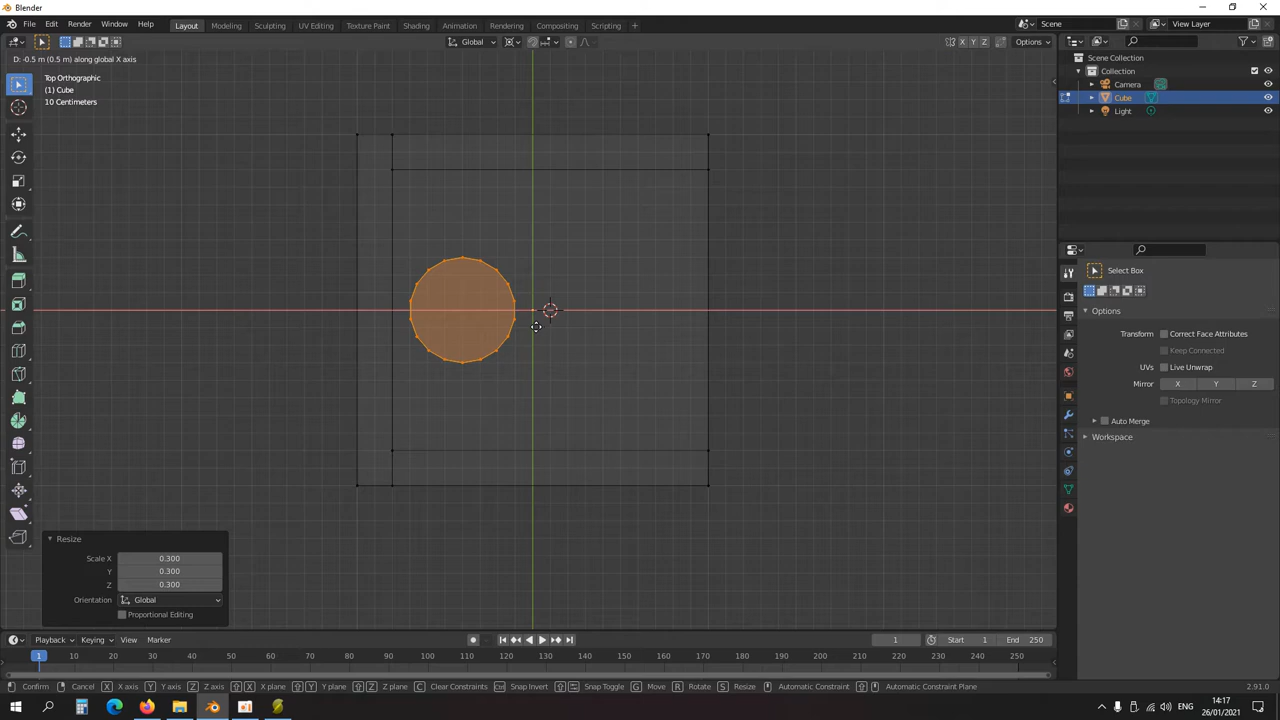 Blender
File Edit Render Window Help Layout Modeling Sculpting UV Editing Texture Paint Shading Animation Rendering Compositing Scripting + Scene View Layer
Global X Y Z Options
D: -0.5 m (0.5 m) along global X axis
Top Orthographic
(1) Cube
10 Centimeters
Scene Collection
Collection
Camera
Cube
Light
Select Box
Options
Transform Correct Face Attributes
Keep Connected
UVs Live Unwrap
Mirror X Y Z
Topology Mirror
Auto Merge
Workspace
Resize
Scale X 0.300
Y 0.300
Z 0.300
Orientation Global
Proportional Editing
Playback Keying View Marker 1 Start 1 End 250
1 10 20 30 40 50 60 70 80 90 100 110 120 130 140 150 160 170 180 190 200 210 220 230 240 250
Confirm Cancel X X axis Y Y axis Z Z axis X X plane Y Y plane Z Z plane C Clear Constraints Ctrl Snap Invert Snap Toggle G Move R Rotate S Resize Automatic Constraint Automatic Constraint Plane 2.91.0
ENG 14:17
26/01/2021